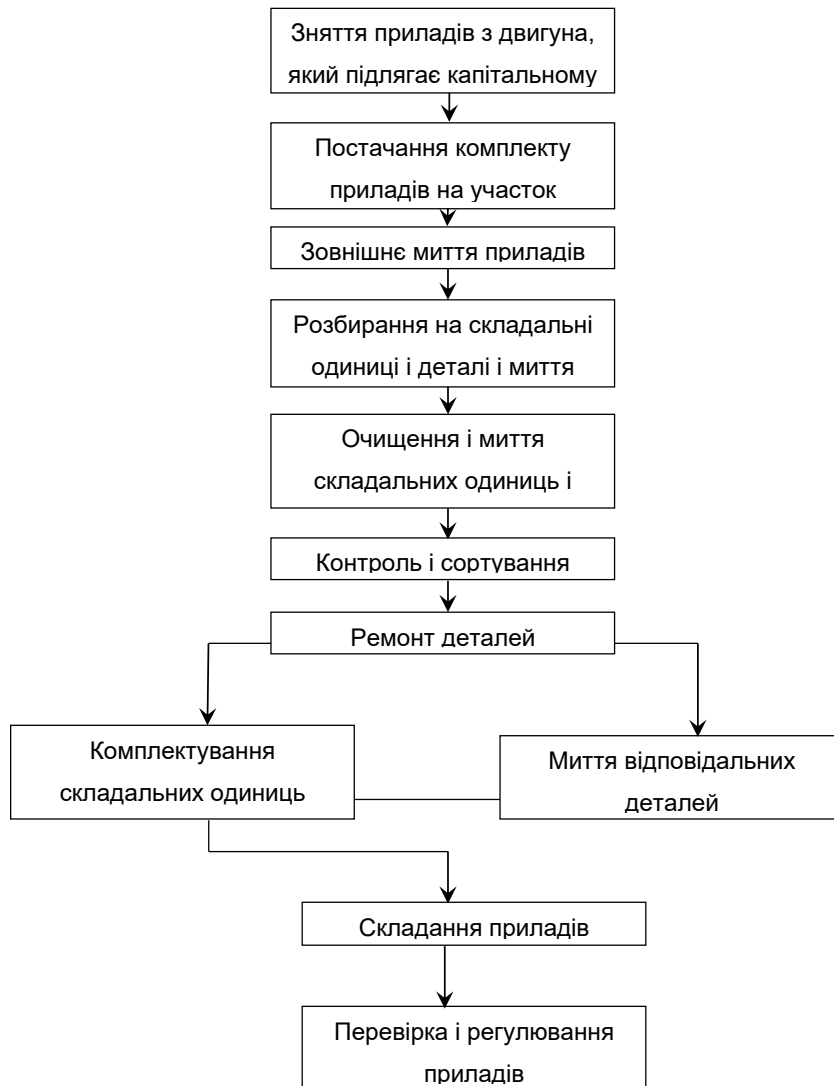 Зняття приладів з двигуна,
який підлягає капітальному
Постачання комплекту
приладів на участок
Зовнішнє миття приладів
Розбирання на складальні
одиниці і деталі і миття
Очищення і миття
складальних одиниць і
Контроль і сортування
Ремонт деталей
Комплектування
складальних одиниць
Миття відповідальних
деталей
Складання приладів
Перевірка і регулювання
приладів